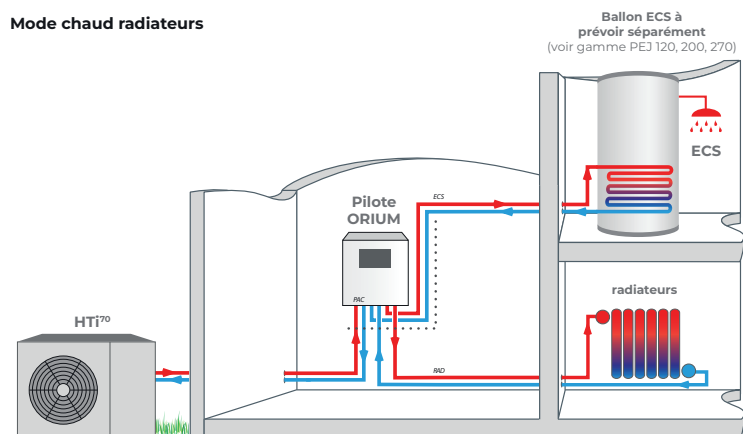 Mode chaud radiateurs
Ballon ECS à
prévoir séparément
(voir gamme PEJ 120, 200, 270)
ECS
ECS
Pilote
ORIUM
PAC
radiateurs
HTi⁷⁰
RAD